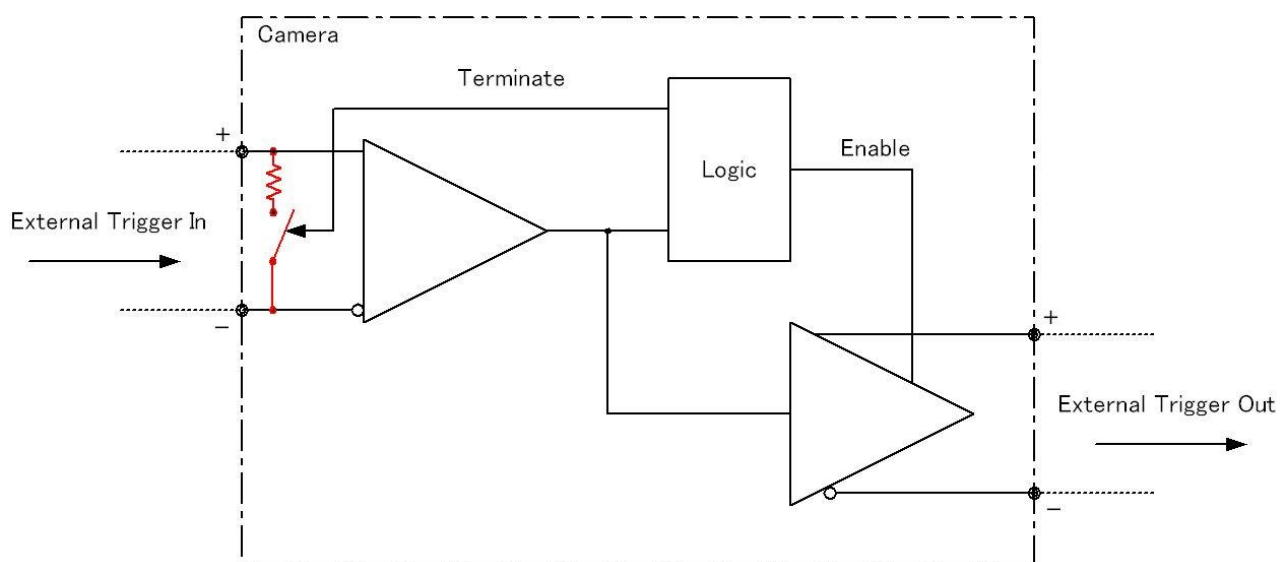 Camera
Terminate
+
Enable
Logic
External Trigger In
−
+
External Trigger Out
−